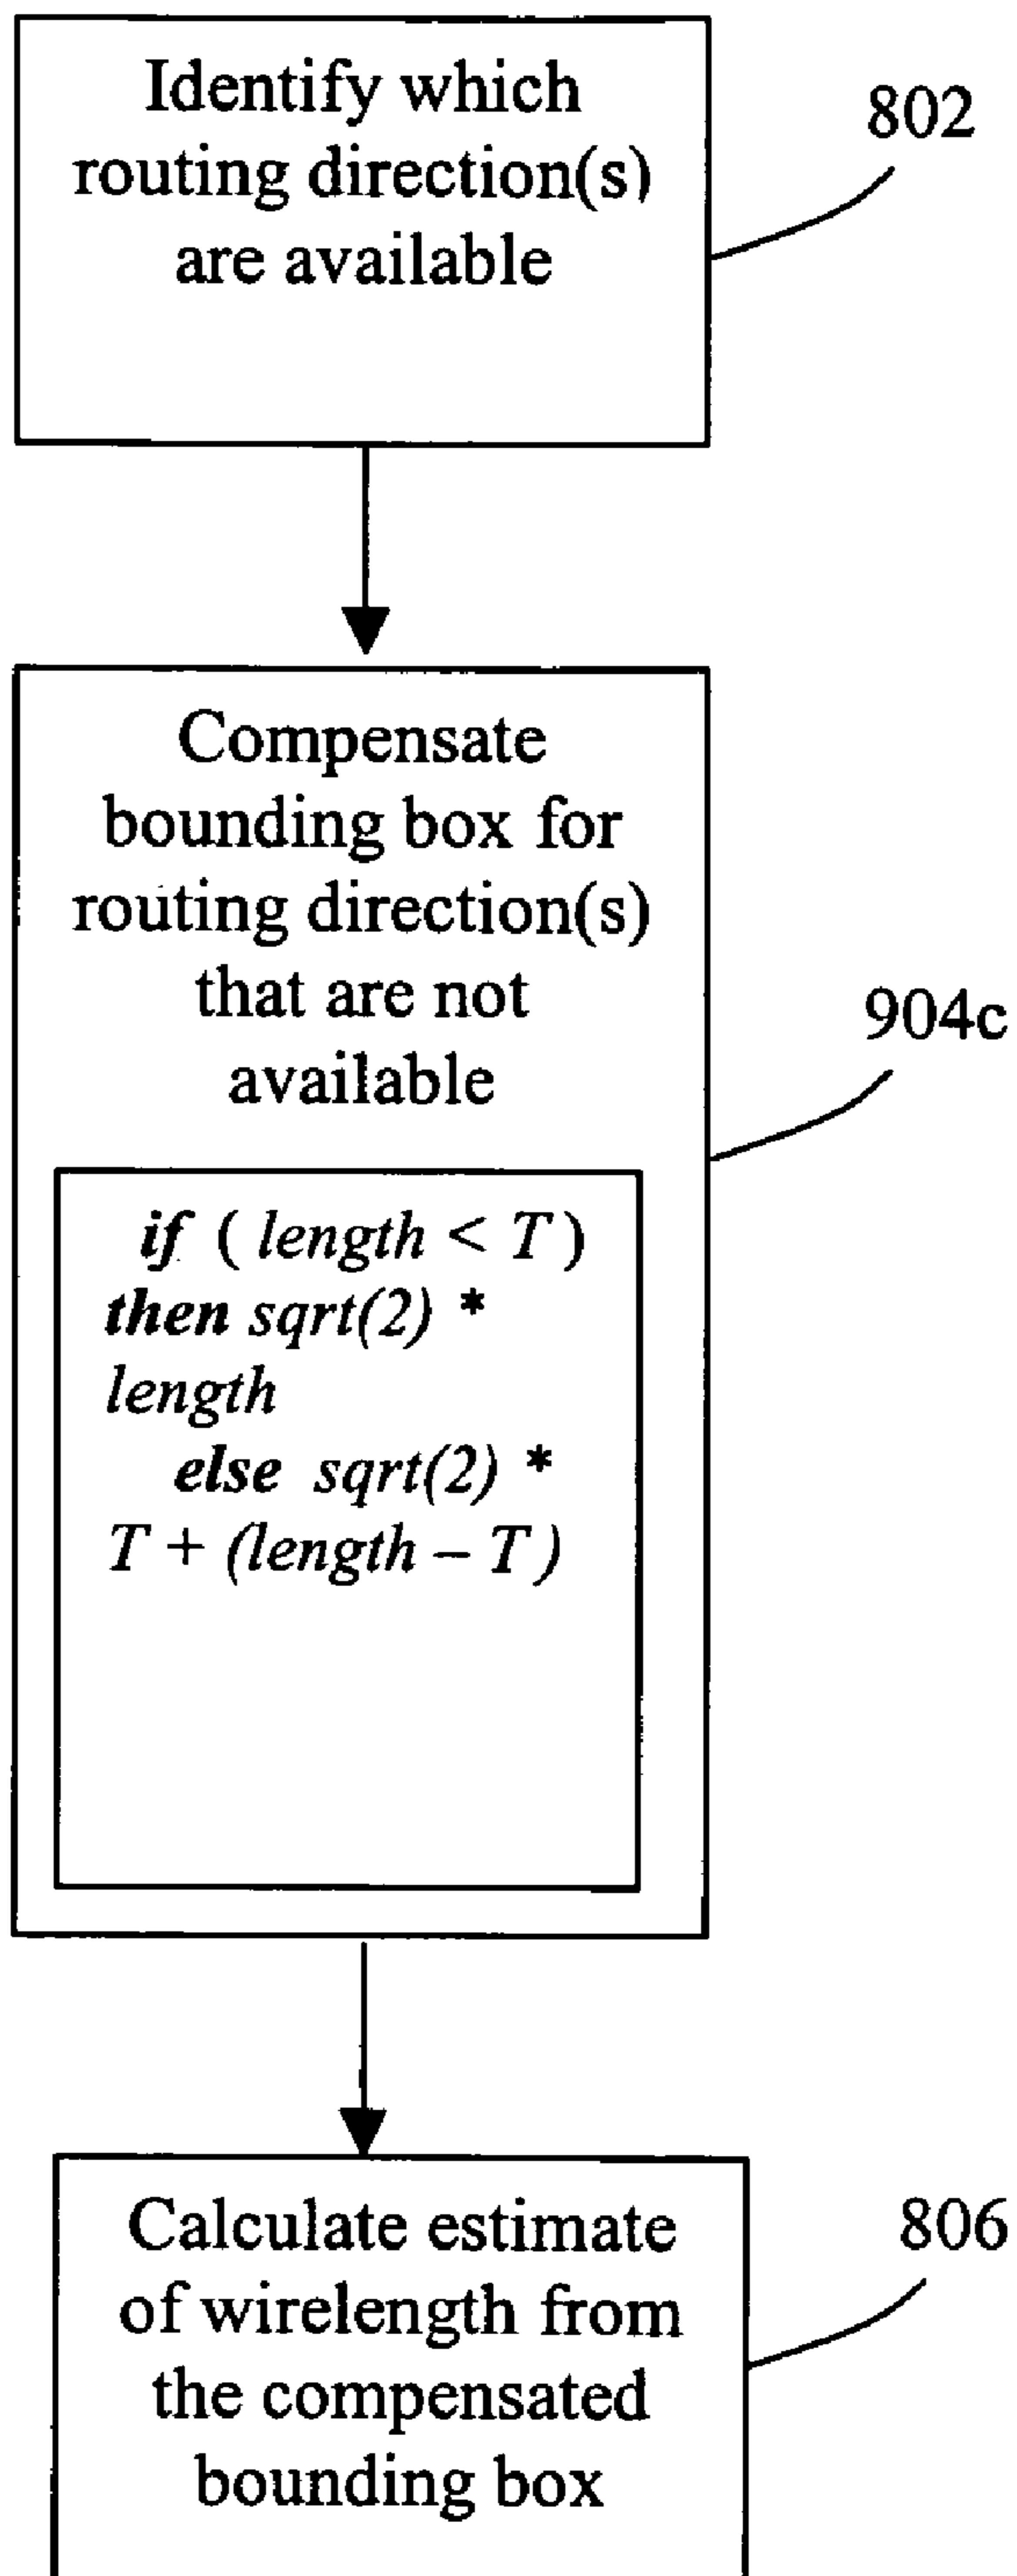 Identify which
routing direction(s)
are available
802
Compensate
bounding box for
routing direction(s)
that are not
available
904c
if ( length < T )
then sqrt(2) *
length
else sqrt(2) *
T + (length – T )
Calculate estimate
of wirelength from
the compensated
bounding box
806